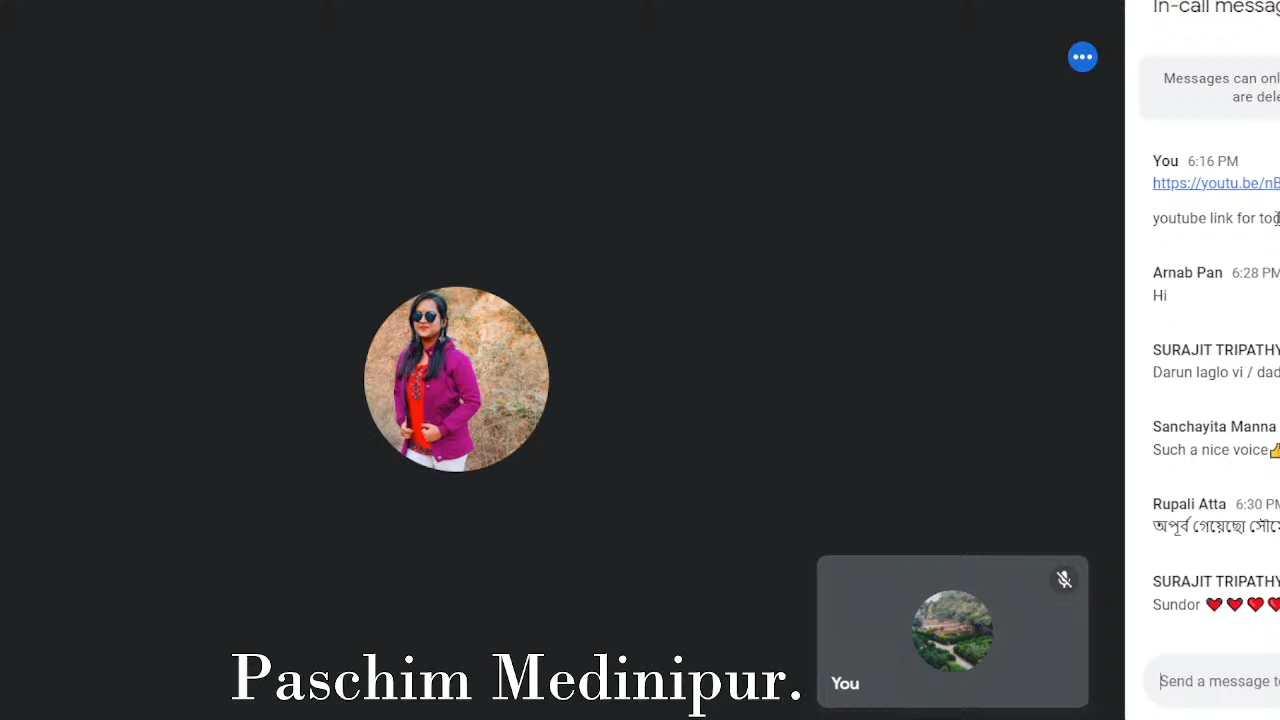 In-call messag
Messages can onl
are dele
You 6:16 PM
https://youtu.be/nB
youtube link for tog
Arnab Pan 6:28 PM
Hi
SURAJIT TRIPATHY
Darun laglo vi / dad
Sanchayita Manna
Such a nice voice👍
Rupali Atta 6:30 PM
অপূর্ব গেয়েছো সৌমে
SURAJIT TRIPATHY
Sundor ❤️❤️❤️❤️
Send a message to
You
Paschim Medinipur.